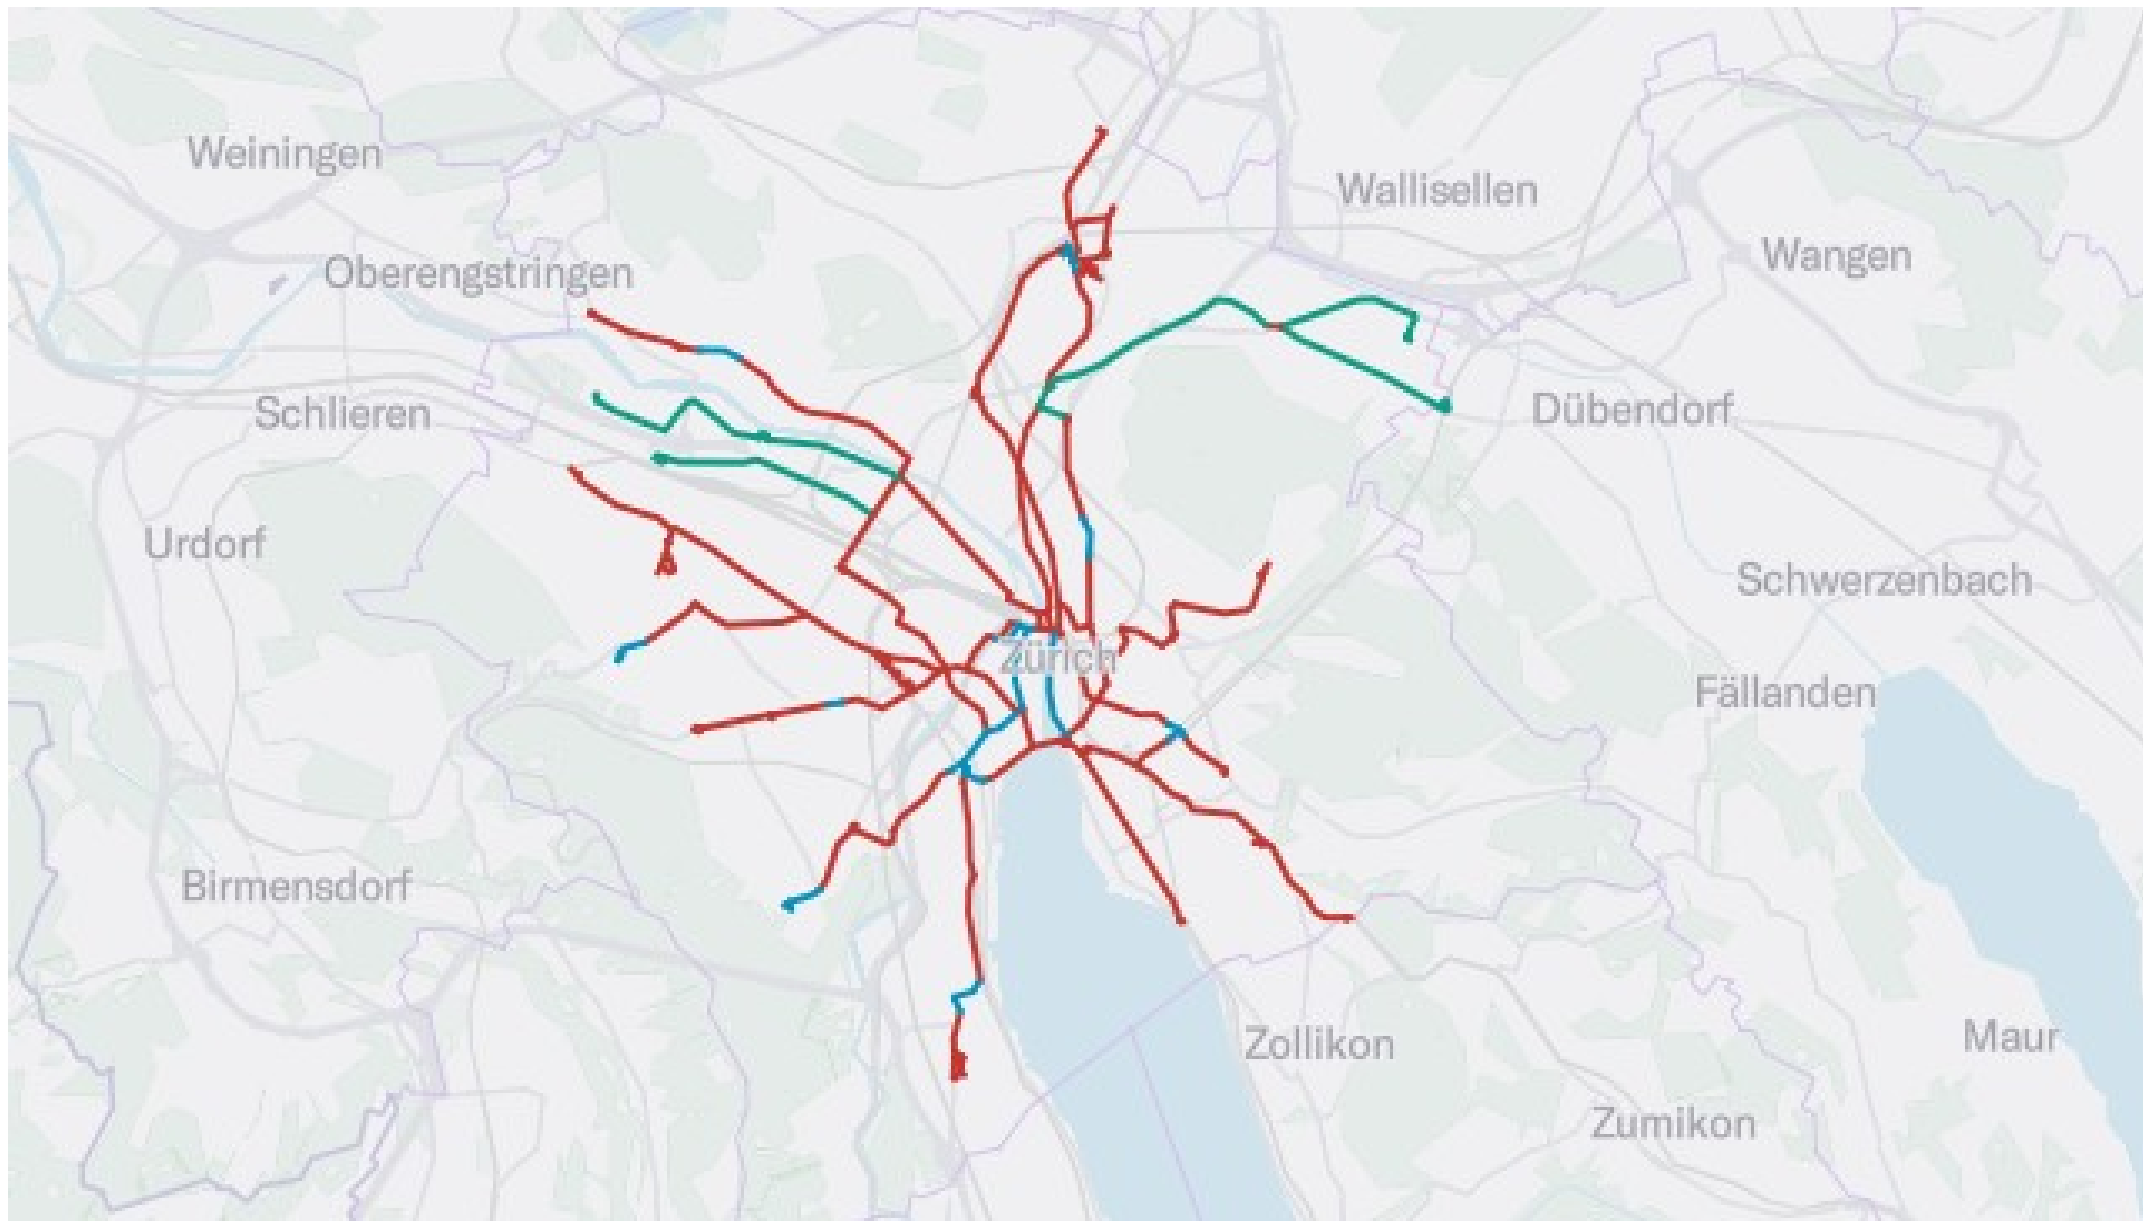 Weiningen
Wallisellen
Wangen
Oberengstringen
Schlieren
Dübendorf
Urdorf
Schwerzenbach
Zürich
Fällanden
Birmensdorf
Zollikon
Maur
Zumikon